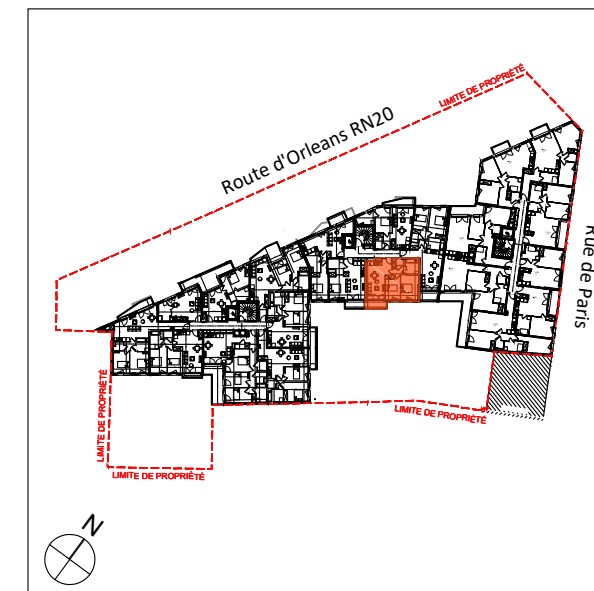 LIMITE DE PROPRIÉTÉ
Route d'Orleans RN20
Rue de Paris
LIMITE DE PROPRIÉTÉ
LIMITE DE PROPRIÉTÉ
LIMITE DE PROPRIÉTÉ
N